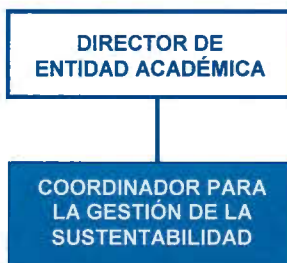 DIRECTOR DE
ENTIDAD ACADÉMICA
COORDINADOR PARA
LA GESTIÓN DE LA
SUSTENTABILIDAD